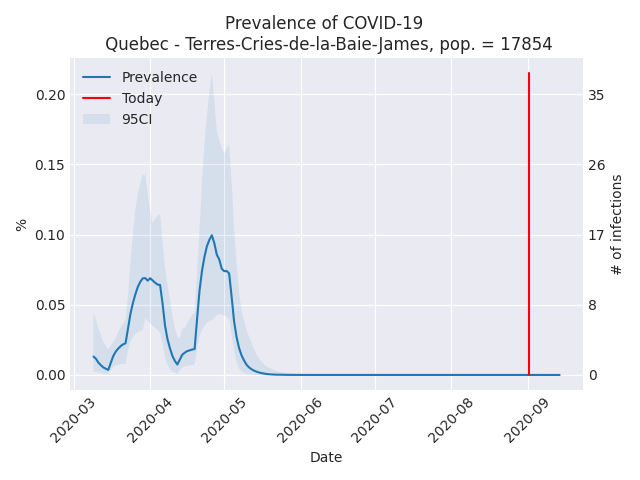 Prevalence of COVID-19
Quebec - Terres-Cries-de-la-Baie-James, pop. = 17854
Prevalence
Today
95CI
0.20
0.15
0.10
0.05
0.00
%
35
26
17
8
0
# of infections
2020-03
2020-04
2020-05
2020-06
2020-07
2020-08
2020-09
Date